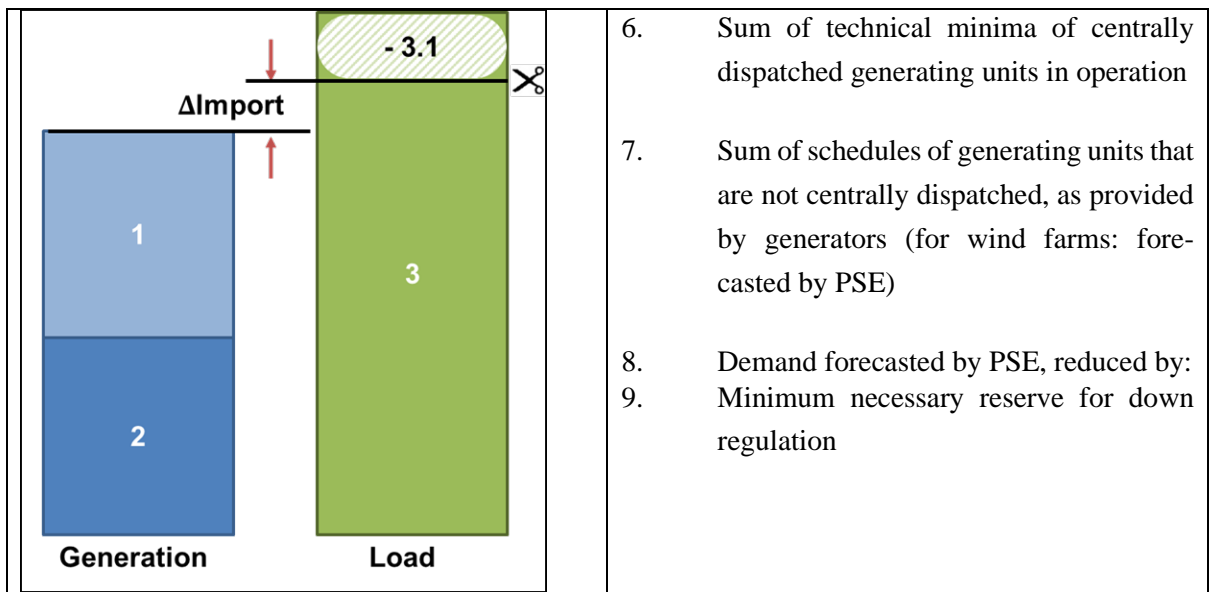 - 3.1
ΔImport
1
3
2
Generation
Load
6. Sum of technical minima of centrally
dispatched generating units in operation
7. Sum of schedules of generating units that
are not centrally dispatched, as provided
by generators (for wind farms: fore-
casted by PSE)
8. Demand forecasted by PSE, reduced by:
9. Minimum necessary reserve for down
regulation